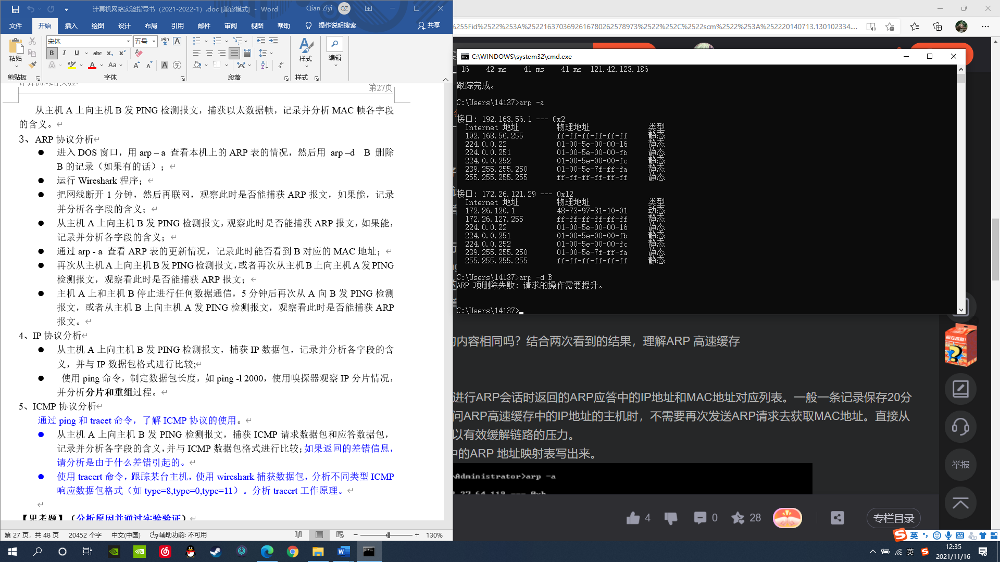 计算机网络实验指导书（2021-2022-1）.doc [兼容模式] - Word
Qian Ziyi
QZ
文件 开始 插入 绘图 设计 布局 引用 邮件 审阅 视图 帮助 操作说明搜索 共享
宋体 五号
粘贴 样式 编辑
剪贴板 字体 段落 样式
第27页
从主机 A 上向主机 B 发 PING 检测报文，捕获以太数据帧，记录并分析 MAC 帧各字段
的含义。
3、ARP 协议分析
● 进入 DOS 窗口，用 arp – a 查看本机上的 ARP 表的情况，然后用 arp –d B 删除
B 的记录（如果有的话）；
● 运行 Wireshark 程序；
● 把网线断开 1 分钟，然后再联网，观察此时是否能捕获 ARP 报文，如果能，记录
并分析各字段的含义；
● 从主机 A 上向主机 B 发 PING 检测报文，观察此时是否能捕获 ARP 报文，如果能，
记录并分析各字段的含义；
● 通过 arp - a 查看 ARP 表的更新情况，记录此时能否看到 B 对应的 MAC 地址；
● 再次从主机 A 上向主机 B 发 PING 检测报文，或者再次从主机 B 上向主机 A 发 PING
检测报文，观察看此时是否能捕获 ARP 报文；
● 主机 A 上和主机 B 停止进行任何数据通信，5 分钟后再次从 A 向 B 发 PING 检测
报文，或者从主机 B 上向主机 A 发 PING 检测报文，观察看此时是否能捕获 ARP
报文。
4、IP 协议分析
● 从主机 A 上向主机 B 发 PING 检测报文，捕获 IP 数据包，记录并分析各字段的含
义，并与 IP 数据包格式进行比较;
● 使用 ping 命令，制定数据包长度，如 ping -l 2000，使用嗅探器观察 IP 分片情况，
并分析分片和重组过程。
5、ICMP 协议分析
通过 ping 和 tracet 命令，了解 ICMP 协议的使用。
● 从主机 A 上向主机 B 发 PING 检测报文，捕获 ICMP 请求数据包和应答数据包，
记录并分析各字段的含义，并与 ICMP 数据包格式进行比较；如果返回的差错信息，
请分析是由于什么差错引起的。
● 使用 tracert 命令，跟踪某台主机，使用 wireshark 捕获数据包，分析不同类型 ICMP
响应数据包格式（如 type=8,type=0,type=11）。分析 tracert 工作原理。
【思考题】（分析原因并通过实验验证）
第 27 页，共 48 页 20452 个字 中文(中国) 辅助功能: 不可用 130%
%255Fid%2522%253A%2522163703692616780262578973%2522%252C%2522scm%2522%253A%252220140713.130102334....
C:\WINDOWS\system32\cmd.exe
16 42 ms 41 ms 41 ms 121.42.123.186
跟踪完成。
C:\Users\14137>arp -a
接口: 192.168.56.1 --- 0x2
Internet 地址 物理地址 类型
192.168.56.255 ff-ff-ff-ff-ff-ff 静态
224.0.0.22 01-00-5e-00-00-16 静态
224.0.0.251 01-00-5e-00-00-fb 静态
224.0.0.252 01-00-5e-00-00-fc 静态
239.255.255.250 01-00-5e-7f-ff-fa 静态
255.255.255.255 ff-ff-ff-ff-ff-ff 静态
接口: 172.26.121.29 --- 0x12
Internet 地址 物理地址 类型
172.26.120.1 48-73-97-31-10-01 动态
172.26.127.255 ff-ff-ff-ff-ff-ff 静态
224.0.0.22 01-00-5e-00-00-16 静态
224.0.0.251 01-00-5e-00-00-fb 静态
224.0.0.252 01-00-5e-00-00-fc 静态
239.255.255.250 01-00-5e-7f-ff-fa 静态
255.255.255.255 ff-ff-ff-ff-ff-ff 静态
C:\Users\14137>arp -d B
ARP 项删除失败: 请求的操作需要提升。
C:\Users\14137>
的内容相同吗？结合两次看到的结果，理解ARP 高速缓存
进行ARP会话时返回的ARP应答中的IP地址和MAC地址对应列表。一般一条记录保存20分
问ARP高速缓存中的IP地址的主机时，不需要再次发送ARP请求去获取MAC地址。直接从
以有效缓解链路的压力。
中的ARP 地址映射表写出来。
Administrator>arp -a
4 0 28 专栏目录
举报
英
英
12:35
2021/11/16